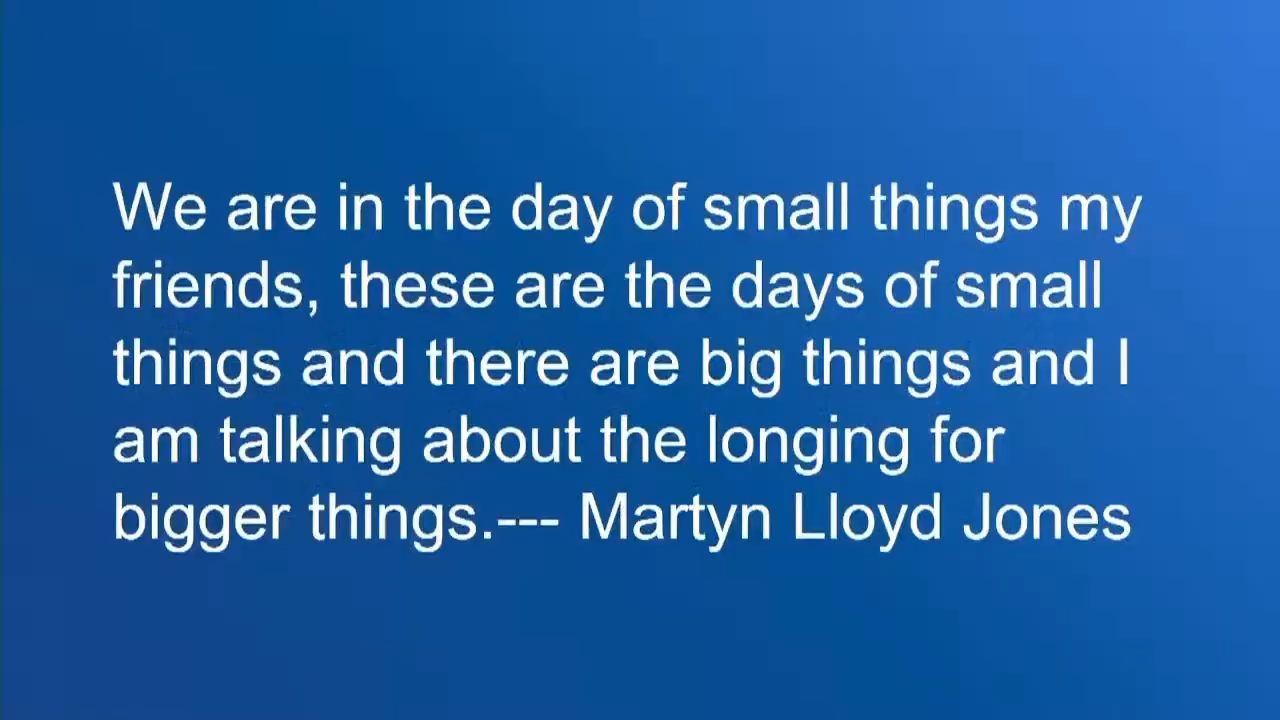 We are in the day of small things my
friends, these are the days of small
things and there are big things and I
am talking about the longing for
bigger things.--- Martyn Lloyd Jones